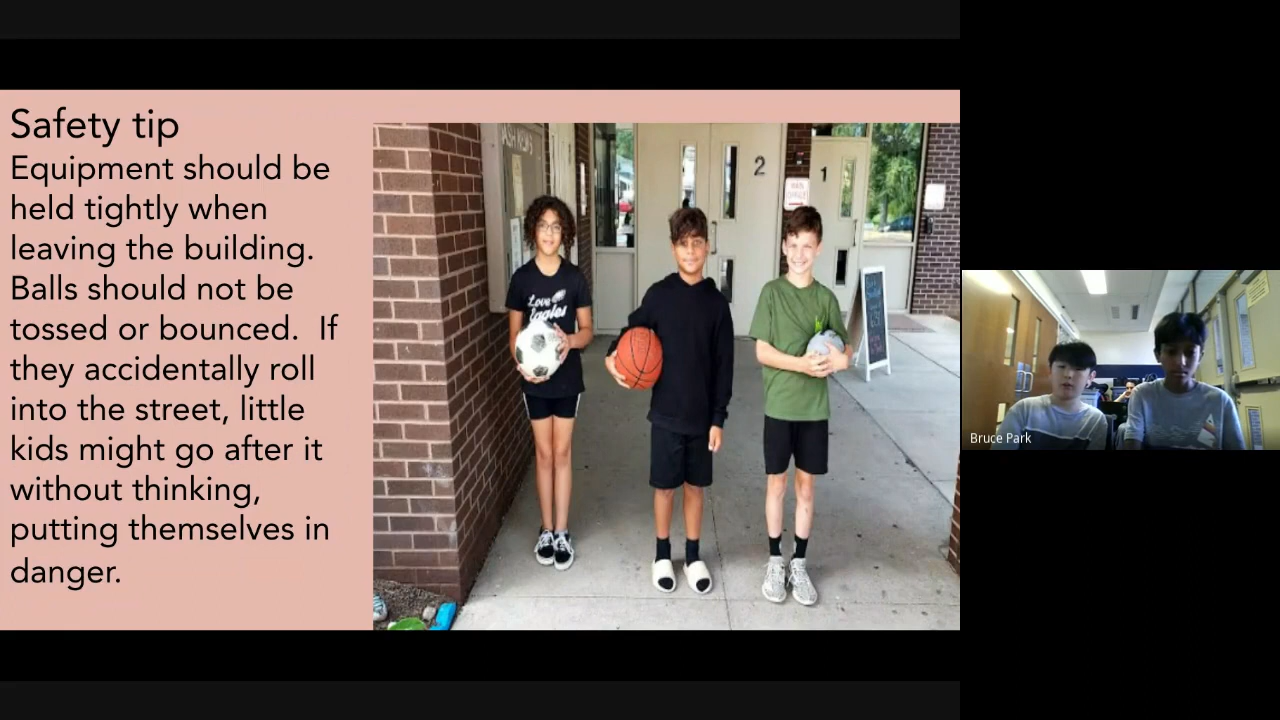 Safety tip
Equipment should be
held tightly when
leaving the building.
Balls should not be
tossed or bounced.  If
they accidentally roll
into the street, little
kids might go after it
without thinking,
putting themselves in
danger.
2
1
Love
Eagles
Bruce Park